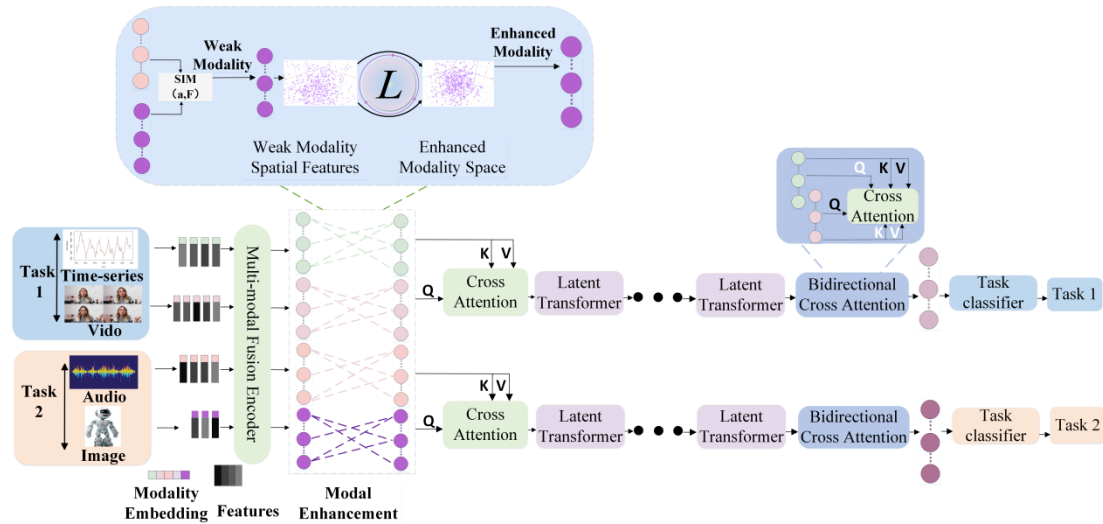 Weak
Modality
Enhanced
Modality
SIM
(a,F)
L
Weak Modality
Spatial Features
Enhanced
Modality Space
Q
K V
Q
Cross
Attention
K V
Task
1
Time-series
Vido
Task
2
Audio
Image
Multi-modal Fusion Encoder
K V
Q
Cross
Attention
Latent
Transformer
Latent
Transformer
Bidirectional
Cross Attention
Task
classifier
Task 1
K V
Q
Cross
Attention
Latent
Transformer
Latent
Transformer
Bidirectional
Cross Attention
Task
classifier
Task 2
Modality
Embedding
Features
Modal
Enhancement